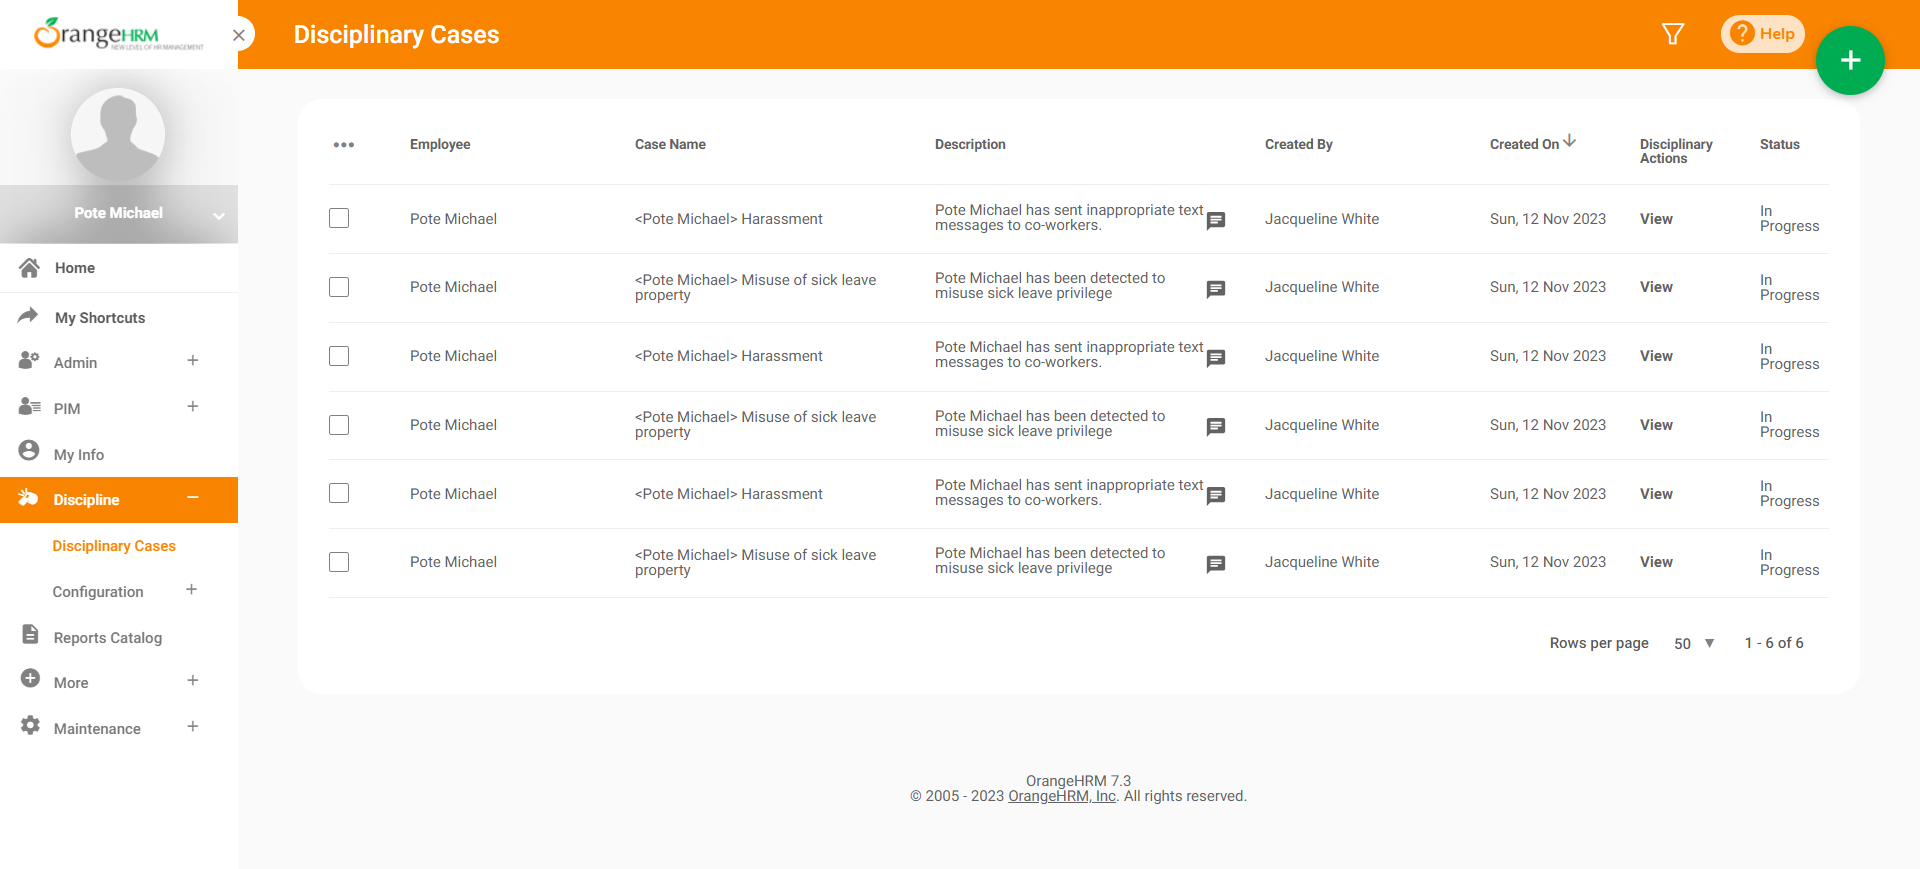 OrangeHRM
NEW LEVEL OF HR MANAGEMENT
Disciplinary Cases
? Help
Pote Michael
Home
My Shortcuts
Admin
PIM
My Info
Discipline
Disciplinary Cases
Configuration
Reports Catalog
More
Maintenance
Employee Case Name Description Created By Created On Disciplinary Actions Status
Pote Michael <Pote Michael> Harassment Pote Michael has sent inappropriate text messages to co-workers. Jacqueline White Sun, 12 Nov 2023 View In Progress
Pote Michael <Pote Michael> Misuse of sick leave property Pote Michael has been detected to misuse sick leave privilege Jacqueline White Sun, 12 Nov 2023 View In Progress
Pote Michael <Pote Michael> Harassment Pote Michael has sent inappropriate text messages to co-workers. Jacqueline White Sun, 12 Nov 2023 View In Progress
Pote Michael <Pote Michael> Misuse of sick leave property Pote Michael has been detected to misuse sick leave privilege Jacqueline White Sun, 12 Nov 2023 View In Progress
Pote Michael <Pote Michael> Harassment Pote Michael has sent inappropriate text messages to co-workers. Jacqueline White Sun, 12 Nov 2023 View In Progress
Pote Michael <Pote Michael> Misuse of sick leave property Pote Michael has been detected to misuse sick leave privilege Jacqueline White Sun, 12 Nov 2023 View In Progress
Rows per page 50 1 - 6 of 6
OrangeHRM 7.3
© 2005 - 2023 OrangeHRM, Inc. All rights reserved.